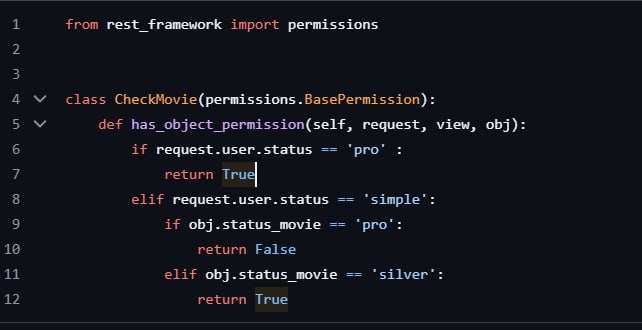 1 from rest_framework import permissions
2
3
4 class CheckMovie(permissions.BasePermission):
5     def has_object_permission(self, request, view, obj):
6         if request.user.status == 'pro' :
7             return True
8         elif request.user.status == 'simple':
9             if obj.status_movie == 'pro':
10                 return False
11             elif obj.status_movie == 'silver':
12                 return True